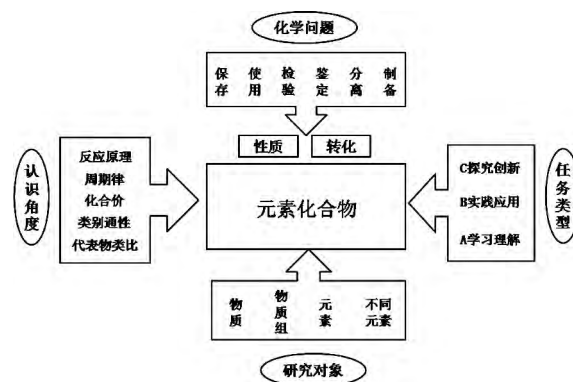 化学问题
保存 使用 检验 鉴定 分离 制备
性质 转化
认识角度
反应原理
周期律
化合价
类别通性
代表物类比
元素化合物
C探究创新
B实践应用
A学习理解
任务类型
物质 物质组 元素 不同元素
研究对象